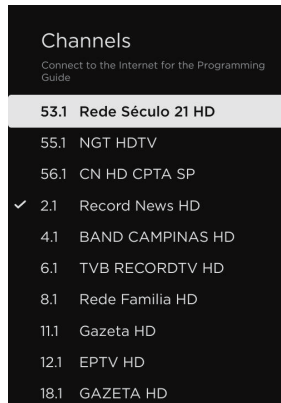 Channels
Connect to the Internet for the Programming
Guide
53.1 Rede Século 21 HD
55.1 NGT HDTV
56.1 CN HD CPTA SP
2.1 Record News HD
4.1 BAND CAMPINAS HD
6.1 TVB RECORDTV HD
8.1 Rede Familia HD
11.1 Gazeta HD
12.1 EPTV HD
18.1 GAZETA HD